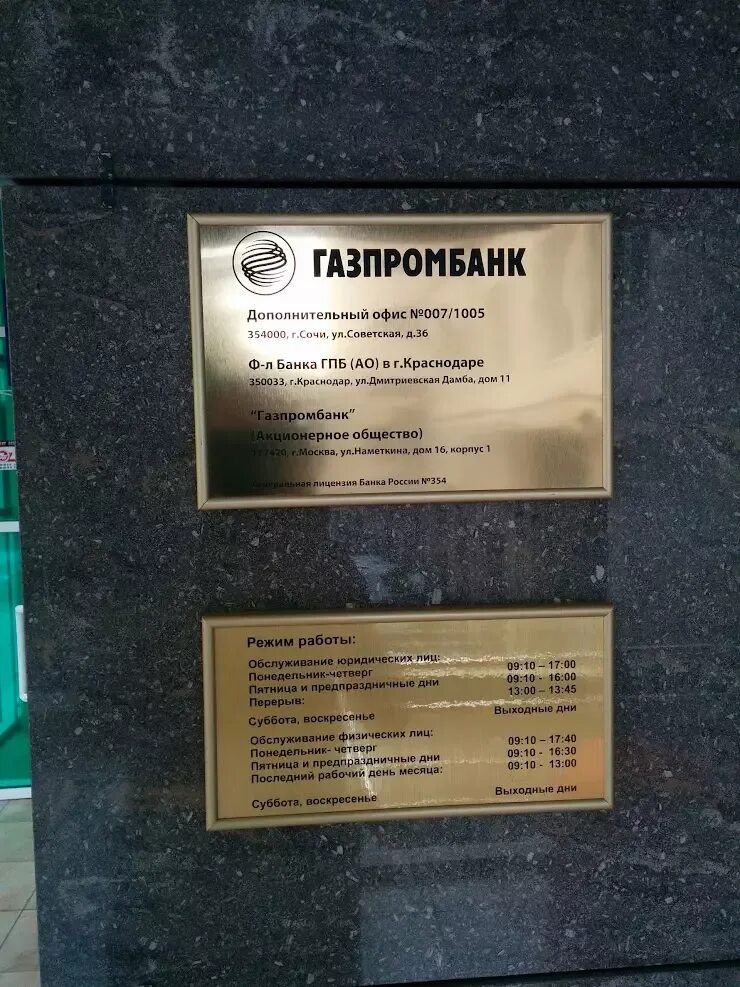 ГАЗПРОМБАНК
Дополнительный офис №007/1005
354000, г.Сочи, ул.Советская, д.36
Ф-л Банка ГПБ (АО) в г.Краснодаре
350033, г.Краснодар, ул.Дмитриевская Дамба, дом 11
"Газпромбанк"
(Акционерное общество)
117420, г.Москва, ул.Наметкина, дом 16, корпус 1
Генеральная лицензия Банка России №354
Режим работы:
Обслуживание юридических лиц:
Понедельник-четверг 09:10 – 17:00
Пятница и предпраздничные дни 09:10 - 16:00
Перерыв: 13:00 – 13:45
Суббота, воскресенье Выходные дни
Обслуживание физических лиц:
Понедельник- четверг 09:10 – 17:40
Пятница и предпраздничные дни 09:10 - 16:30
Последний рабочий день месяца: 09:10 - 13:00
Суббота, воскресенье Выходные дни